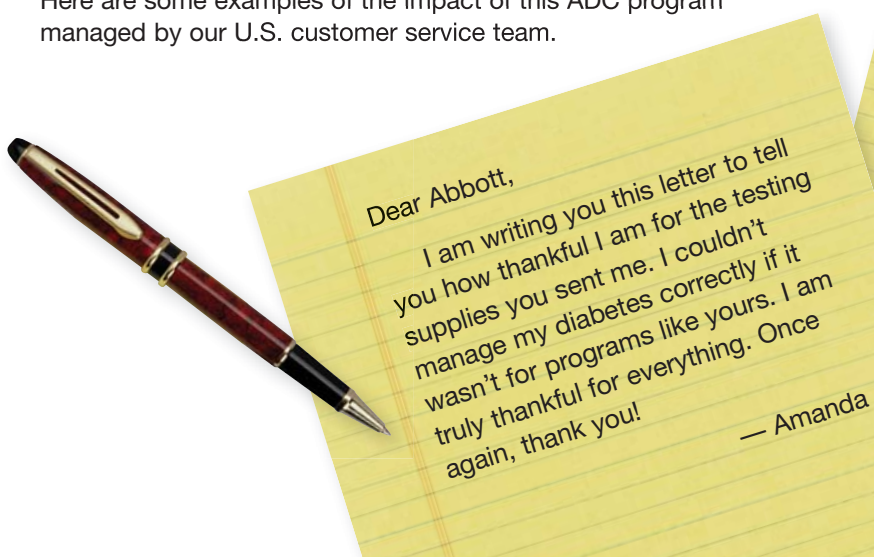 Here are some examples of the impact of this ADC program
managed by our U.S. customer service team.
Dear Abbott,
I am writing you this letter to tell
you how thankful I am for the testing
supplies you sent me. I couldn’t
manage my diabetes correctly if it
wasn’t for programs like yours. I am
truly thankful for everything. Once
again, thank you!
— Amanda